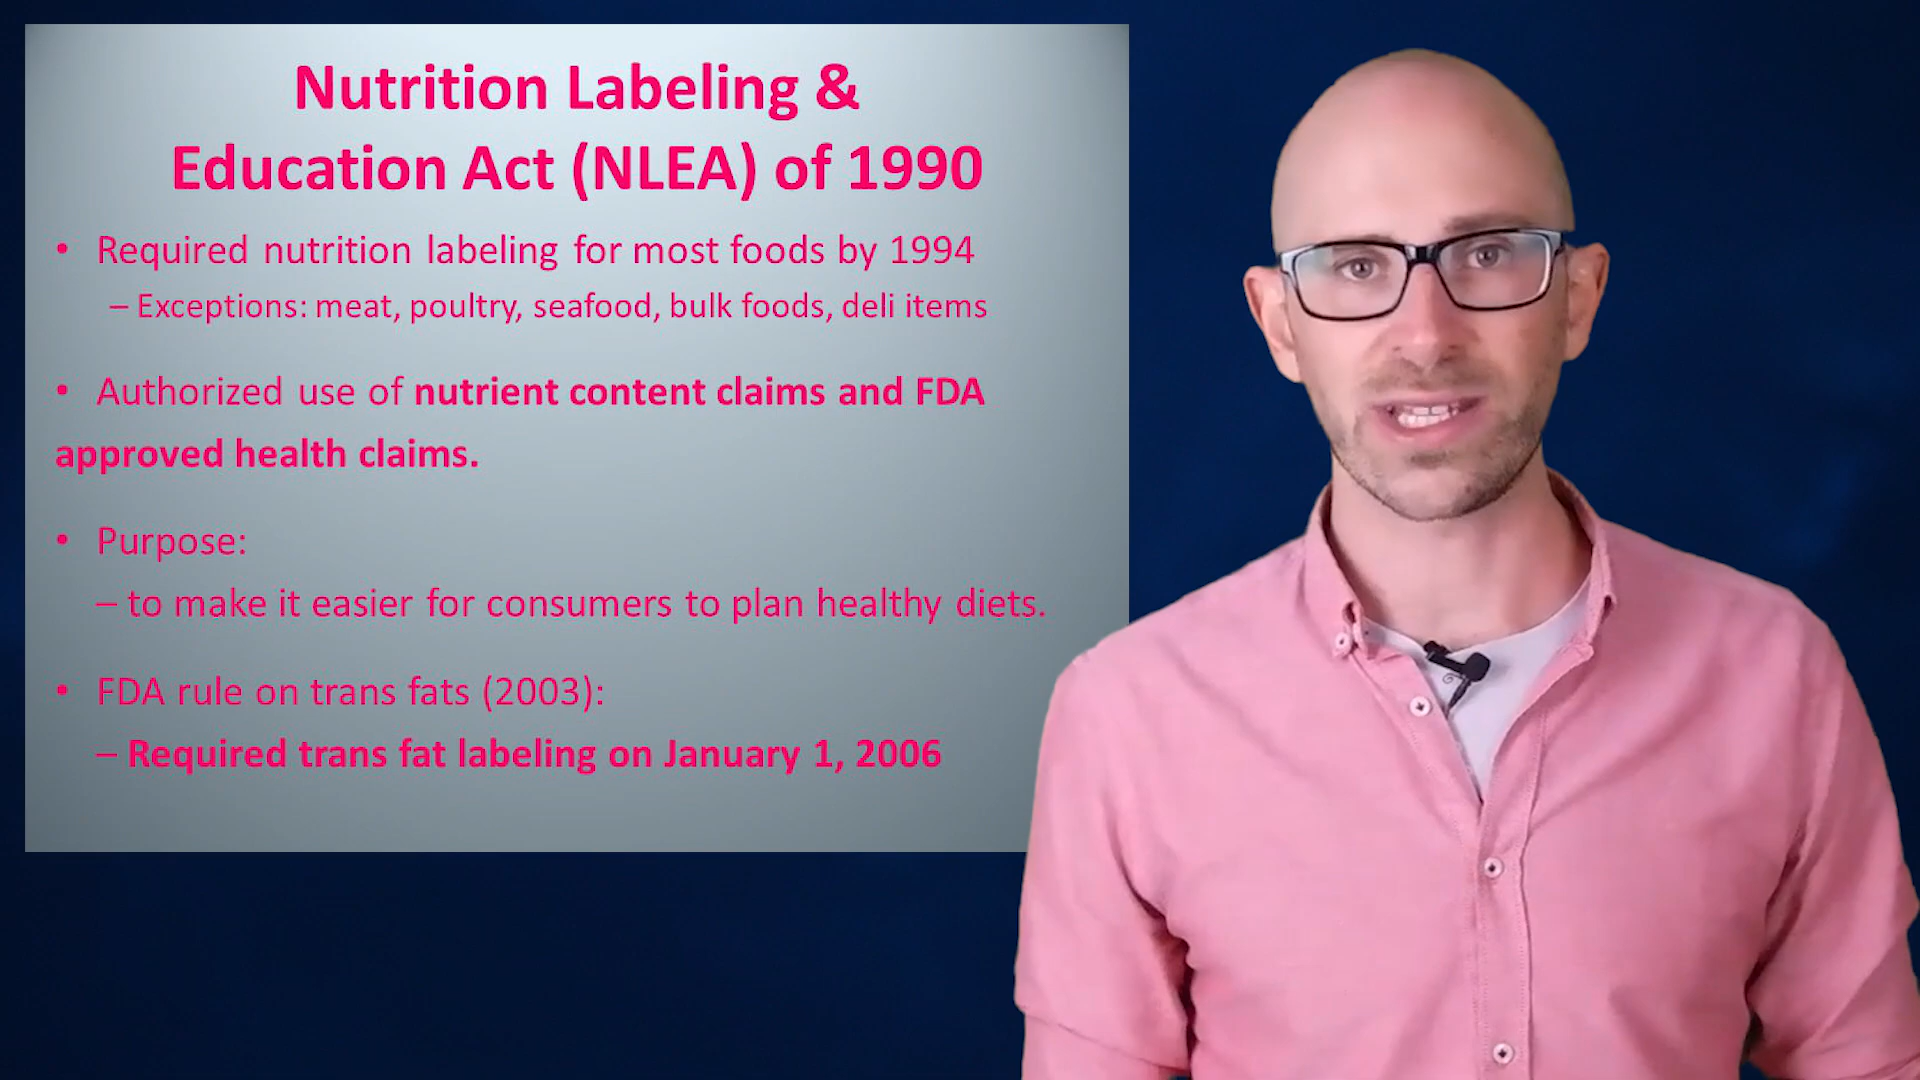 Nutrition Labeling &
Education Act (NLEA) of 1990
• Required nutrition labeling for most foods by 1994
– Exceptions: meat, poultry, seafood, bulk foods, deli items
• Authorized use of nutrient content claims and FDA
approved health claims.
• Purpose:
– to make it easier for consumers to plan healthy diets.
• FDA rule on trans fats (2003):
– Required trans fat labeling on January 1, 2006